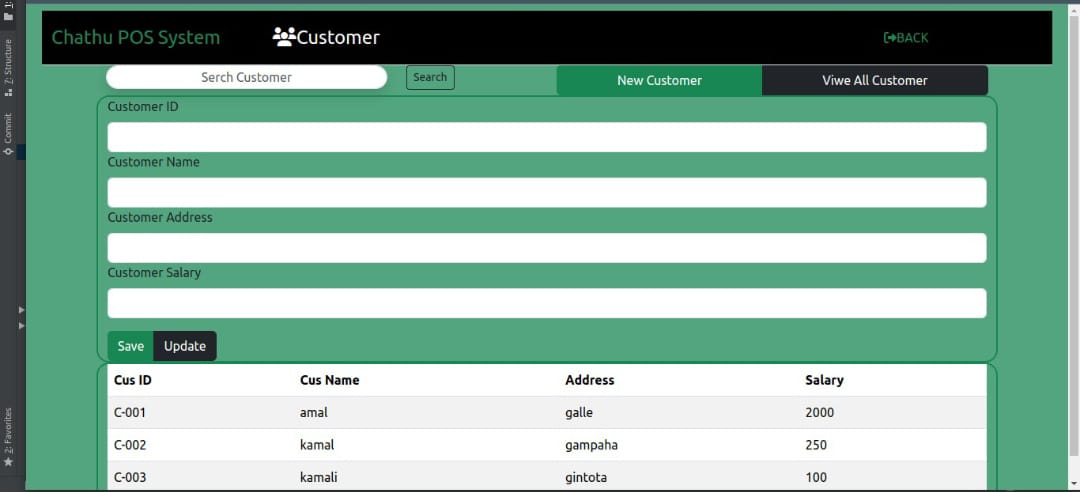 Chathu POS System Customer BACK
Serch Customer Search New Customer Viwe All Customer
Customer ID
Customer Name
Customer Address
Customer Salary
Save Update
Cus ID Cus Name Address Salary
C-001 amal galle 2000
C-002 kamal gampaha 250
C-003 kamali gintota 100
7: Structure
Commit
2: Favorites